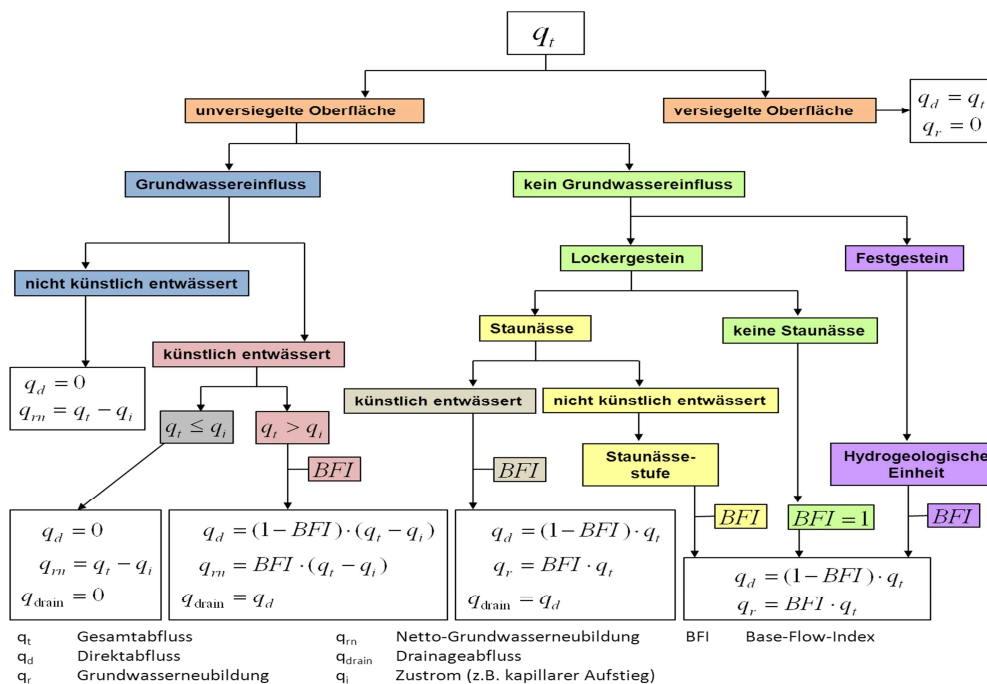 q_t
unversiegelte Oberfläche
versiegelte Oberfläche
q_d = q_t
q_r = 0
Grundwassereinfluss
kein Grundwassereinfluss
nicht künstlich entwässert
Lockergestein
Festgestein
Staunässe
keine Staunässe
künstlich entwässert
q_d = 0
q_rn = q_t − q_i
künstlich entwässert
nicht künstlich entwässert
q_t ≤ q_i
q_t > q_i
BFI
BFI
Staunässe-
stufe
Hydrogeologische
Einheit
BFI
BFI = 1
BFI
q_d = 0
q_rn = q_t − q_i
q_drain = 0
q_d = (1 − BFI) · (q_t − q_i)
q_rn = BFI · (q_t − q_i)
q_drain = q_d
q_d = (1 − BFI) · q_t
q_r = BFI · q_t
q_drain = q_d
q_d = (1 − BFI) · q_t
q_r = BFI · q_t
q_t Gesamtabfluss
q_d Direktabfluss
q_r Grundwasserneubildung
q_rn Netto-Grundwasserneubildung
q_drain Drainageabfluss
q_i Zustrom (z.B. kapillarer Aufstieg)
BFI Base-Flow-Index